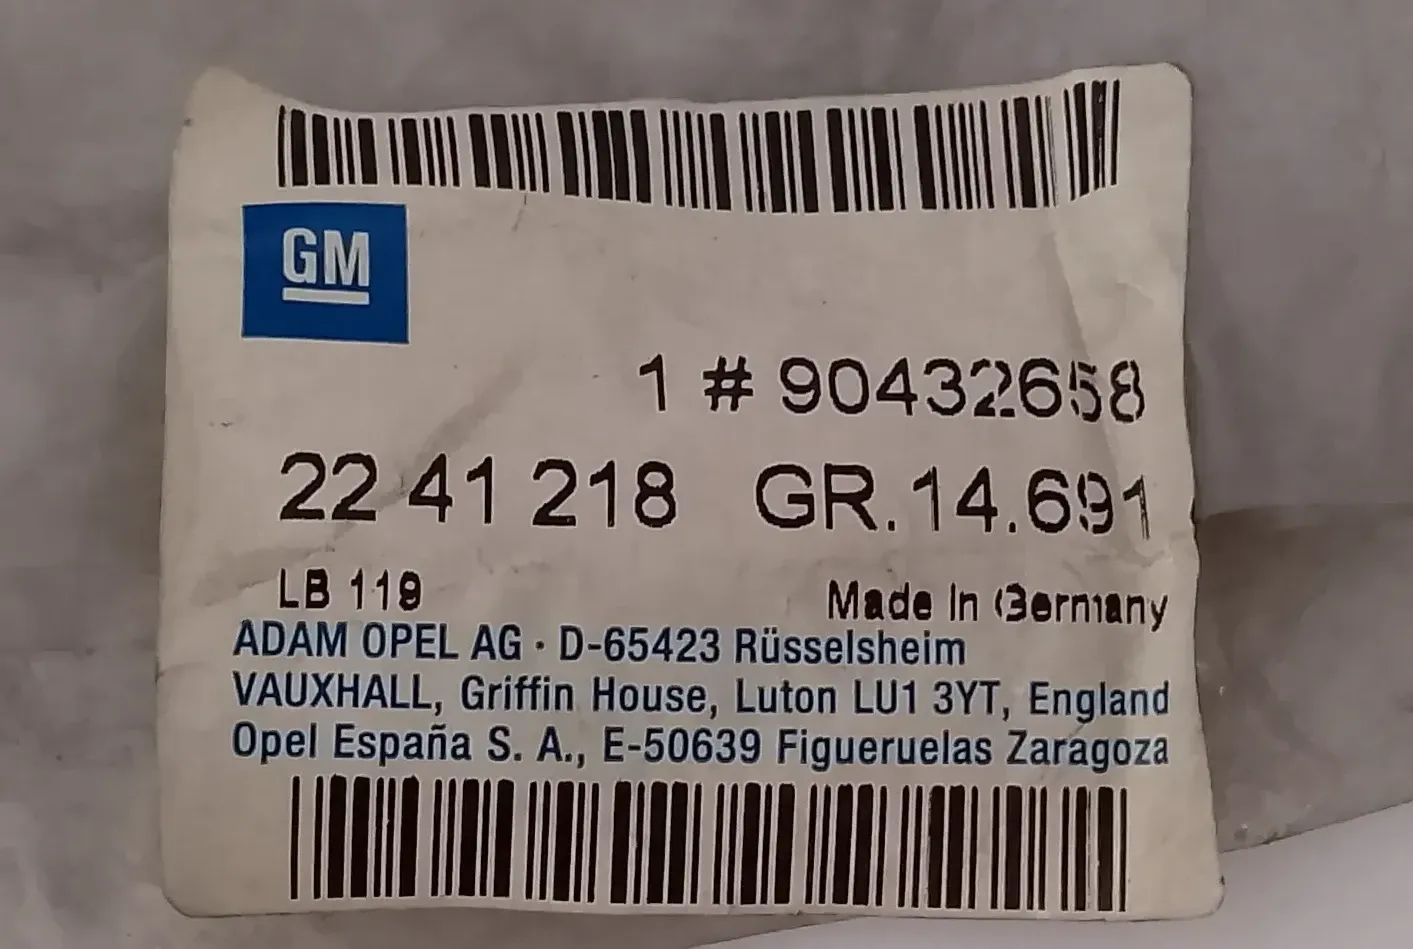 GM
1 # 90432658
22 41 218 GR.14.691
LB 119
Made In Germany
ADAM OPEL AG · D-65423 Rüsselsheim
VAUXHALL, Griffin House, Luton LU1 3YT, England
Opel España S. A., E-50639 Figueruelas Zaragoza